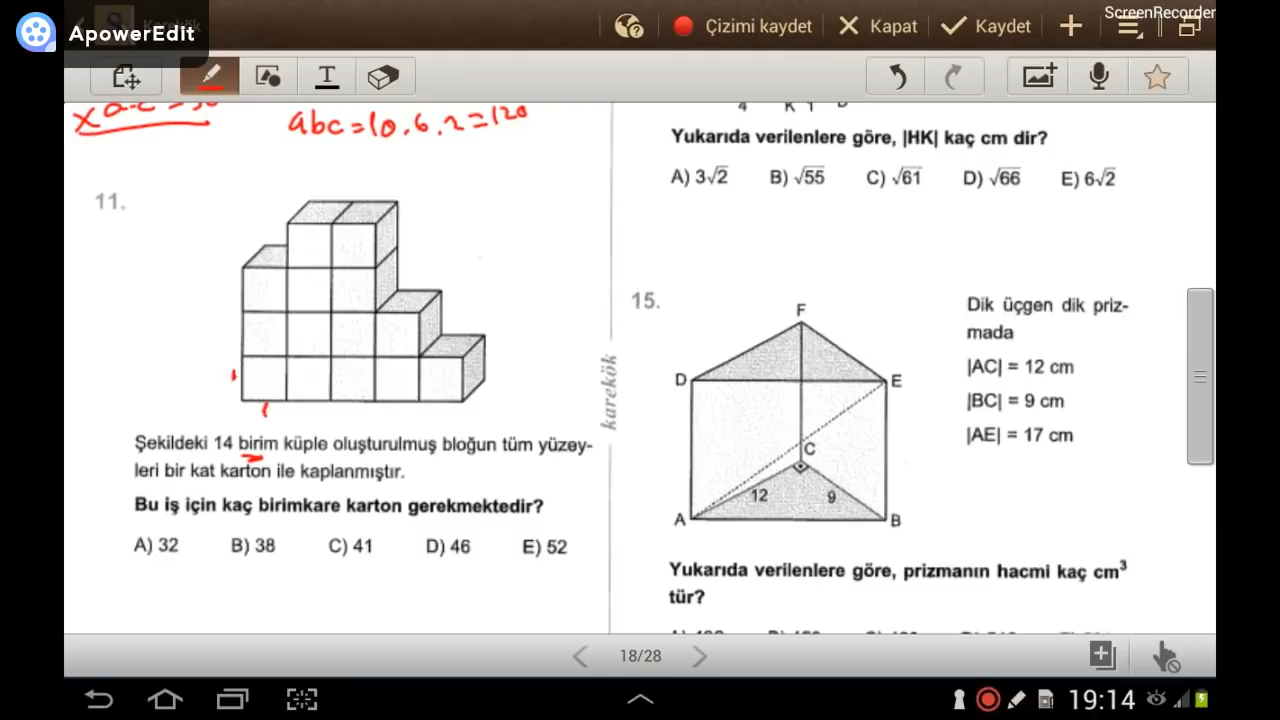 ScreenRecorder
ApowerEdit
Çizimi kaydet
Kapat
Kaydet
T
abc=10.6.2=120
4 K 1
Yukarıda verilenlere göre, |HK| kaç cm dir?
A) 3√2 B) √55 C) √61 D) √66 E) 6√2
11.
Şekildeki 14 birim küple oluşturulmuş bloğun tüm yüzey-
leri bir kat karton ile kaplanmıştır.
Bu iş için kaç birimkare karton gerekmektedir?
A) 32 B) 38 C) 41 D) 46 E) 52
karekök
15.
F
D
E
C
12
9
A
B
Dik üçgen dik priz-
mada
|AC| = 12 cm
|BC| = 9 cm
|AE| = 17 cm
Yukarıda verilenlere göre, prizmanın hacmi kaç cm³
tür?
18/28
19:14